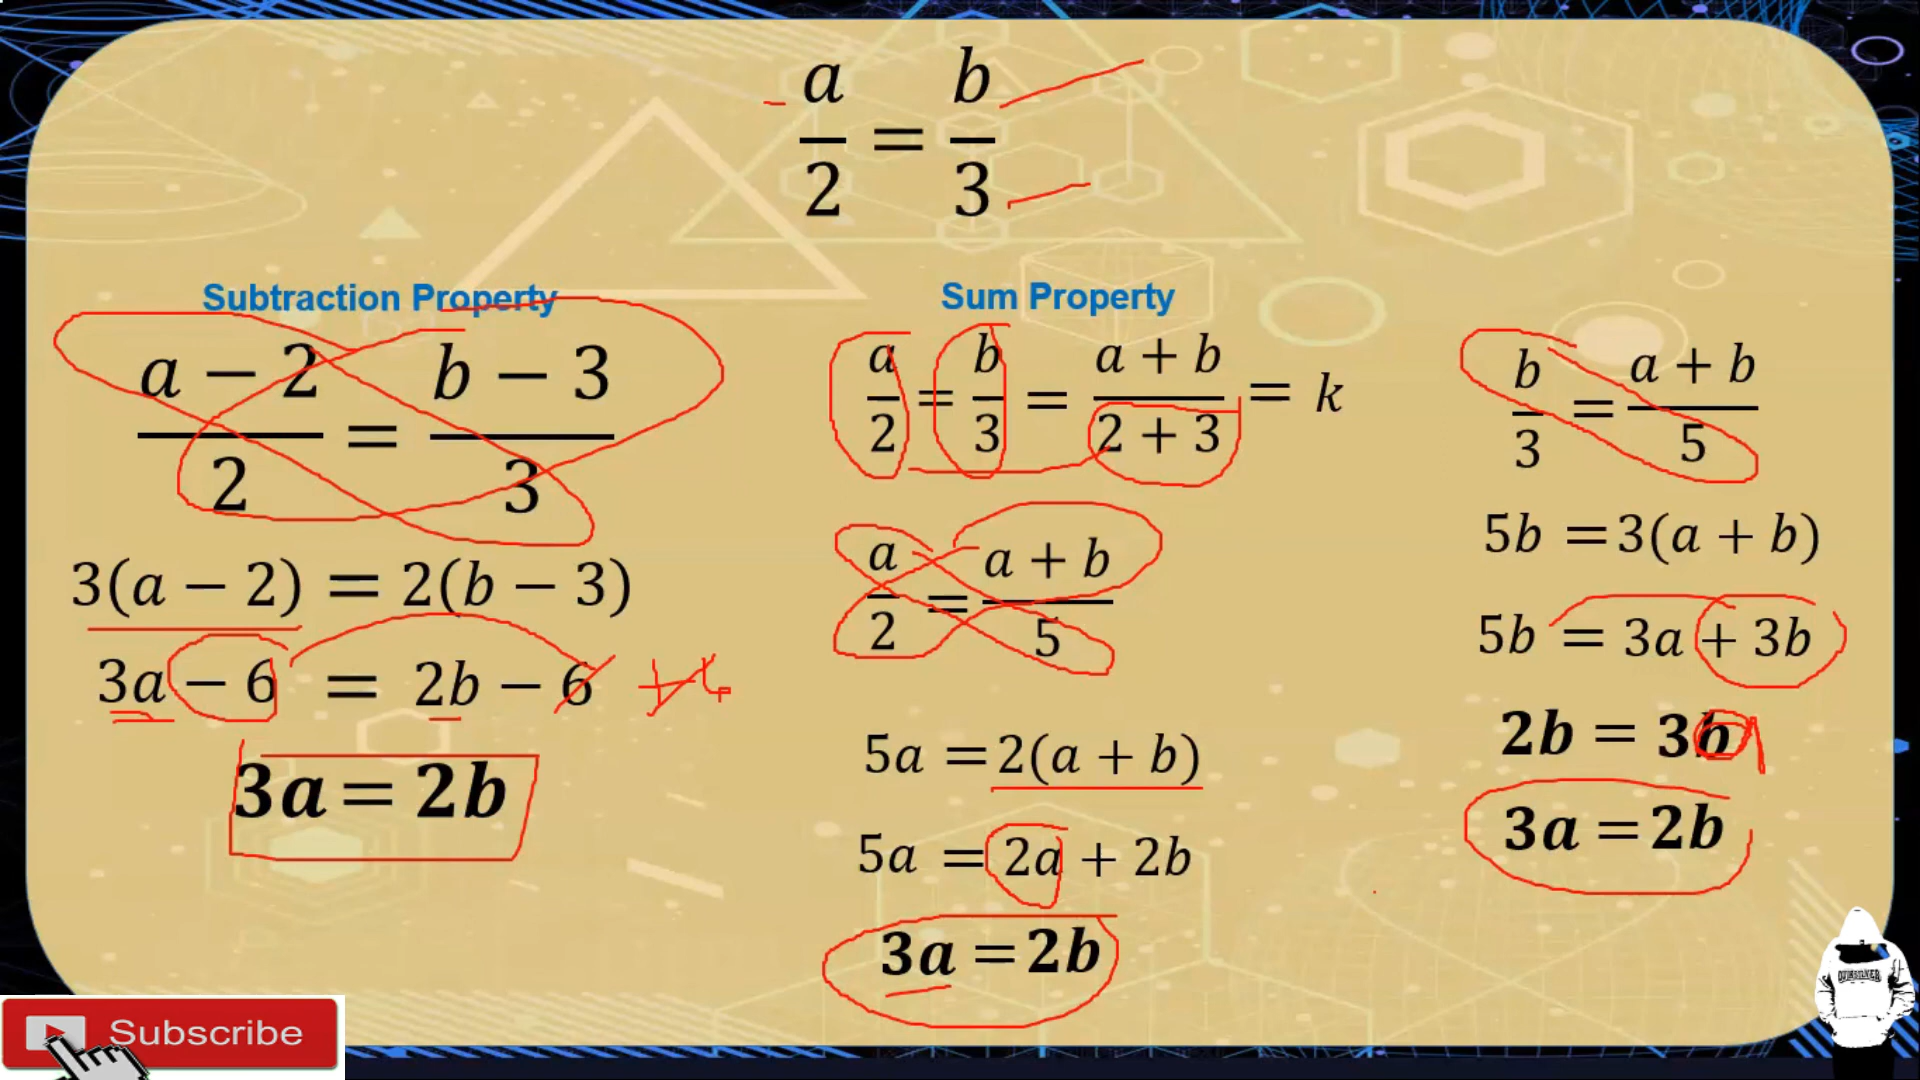 a/2 = b/3
Subtraction Property
(a − 2)/2 = (b − 3)/3
3(a − 2) = 2(b − 3)
3a − 6 = 2b − 6 +6
3a = 2b
Sum Property
a/2 = b/3 = (a + b)/(2 + 3) = k
a/2 = (a + b)/5
5a = 2(a + b)
5a = 2a + 2b
3a = 2b
b/3 = (a + b)/5
5b = 3(a + b)
5b = 3a + 3b
2b = 3b
3a = 2b
Subscribe
QUIKSILVER